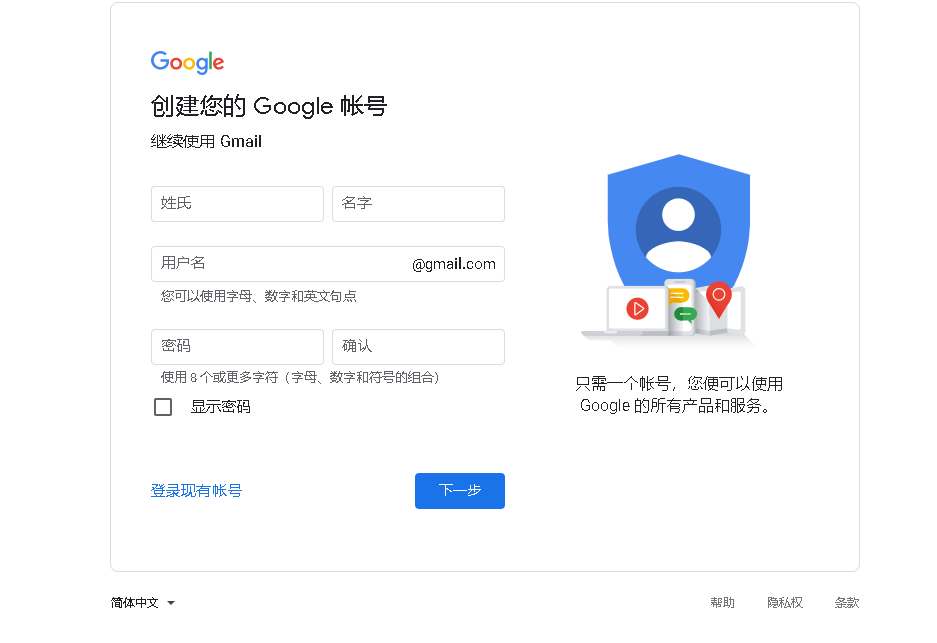 Google
创建您的 Google 帐号
继续使用 Gmail
姓氏 名字
用户名 @gmail.com
您可以使用字母、数字和英文句点
密码 确认
使用 8 个或更多字符（字母、数字和符号的组合）
显示密码
登录现有帐号 下一步
只需一个帐号，您便可以使用
Google 的所有产品和服务。
简体中文 帮助 隐私权 条款